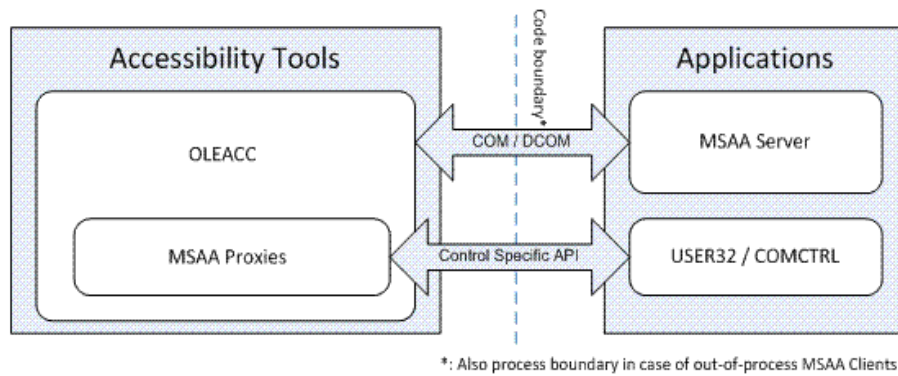 Accessibility Tools
Code boundary*
Applications
OLEACC
COM / DCOM
MSAA Server
MSAA Proxies
Control Specific API
USER32 / COMCTRL
*: Also process boundary in case of out-of-process MSAA Clients